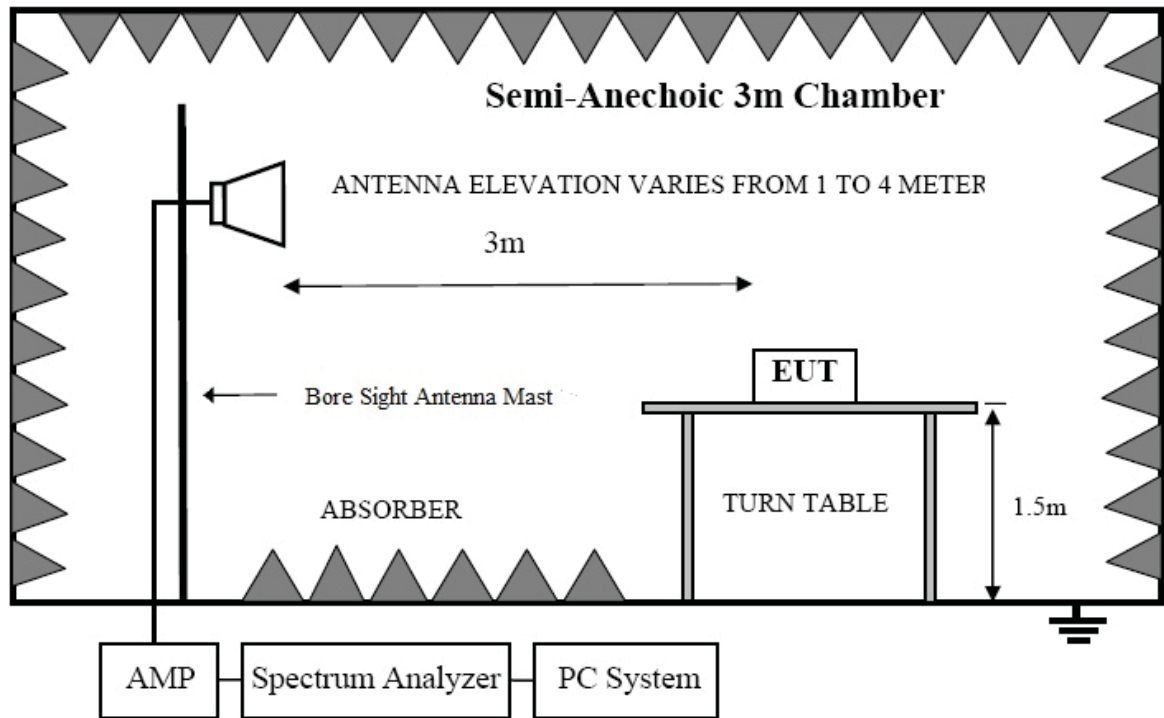 Semi-Anechoic 3m Chamber
ANTENNA ELEVATION VARIES FROM 1 TO 4 METER
3m
EUT
Bore Sight Antenna Mast
ABSORBER
TURN TABLE
1.5m
AMP
Spectrum Analyzer
PC System